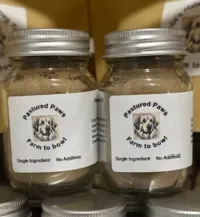 Pastured Paws
Farm to bowl
Single Ingredient No Additives
Pastured Paws
Farm to bowl
Single Ingredient No Additives